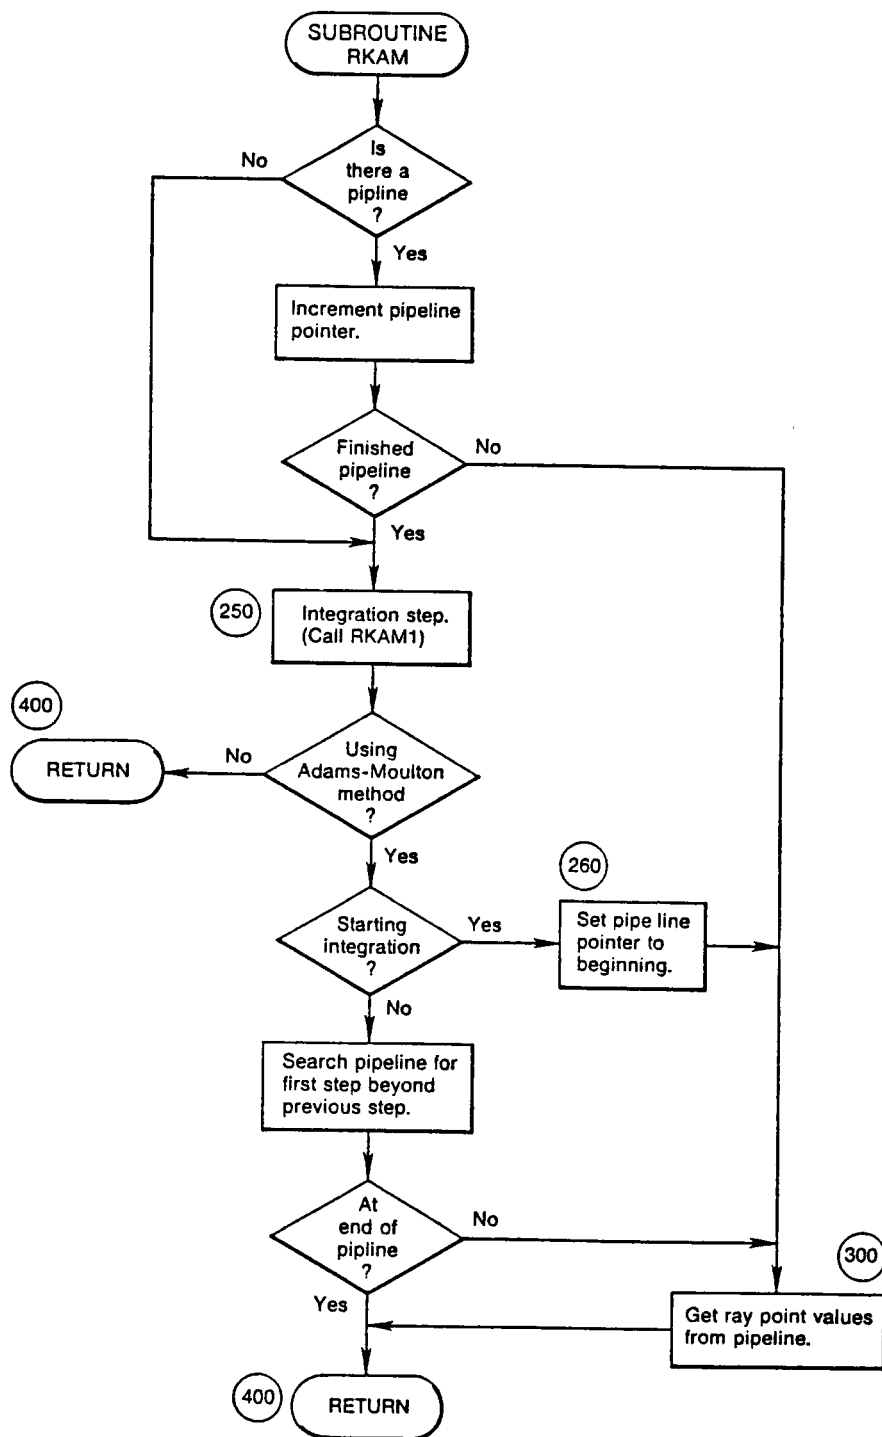 SUBROUTINE
RKAM
Is
there a
pipline
?
No
Yes
Increment pipeline
pointer.
Finished
pipeline
?
No
Yes
250
Integration step.
(Call RKAM1)
400
RETURN
No
Using
Adams-Moulton
method
?
Yes
260
Starting
integration
?
Yes
Set pipe line
pointer to
beginning.
No
Search pipeline for
first step beyond
previous step.
At
end of
pipline
?
No
Yes
300
Get ray point values
from pipeline.
400
RETURN